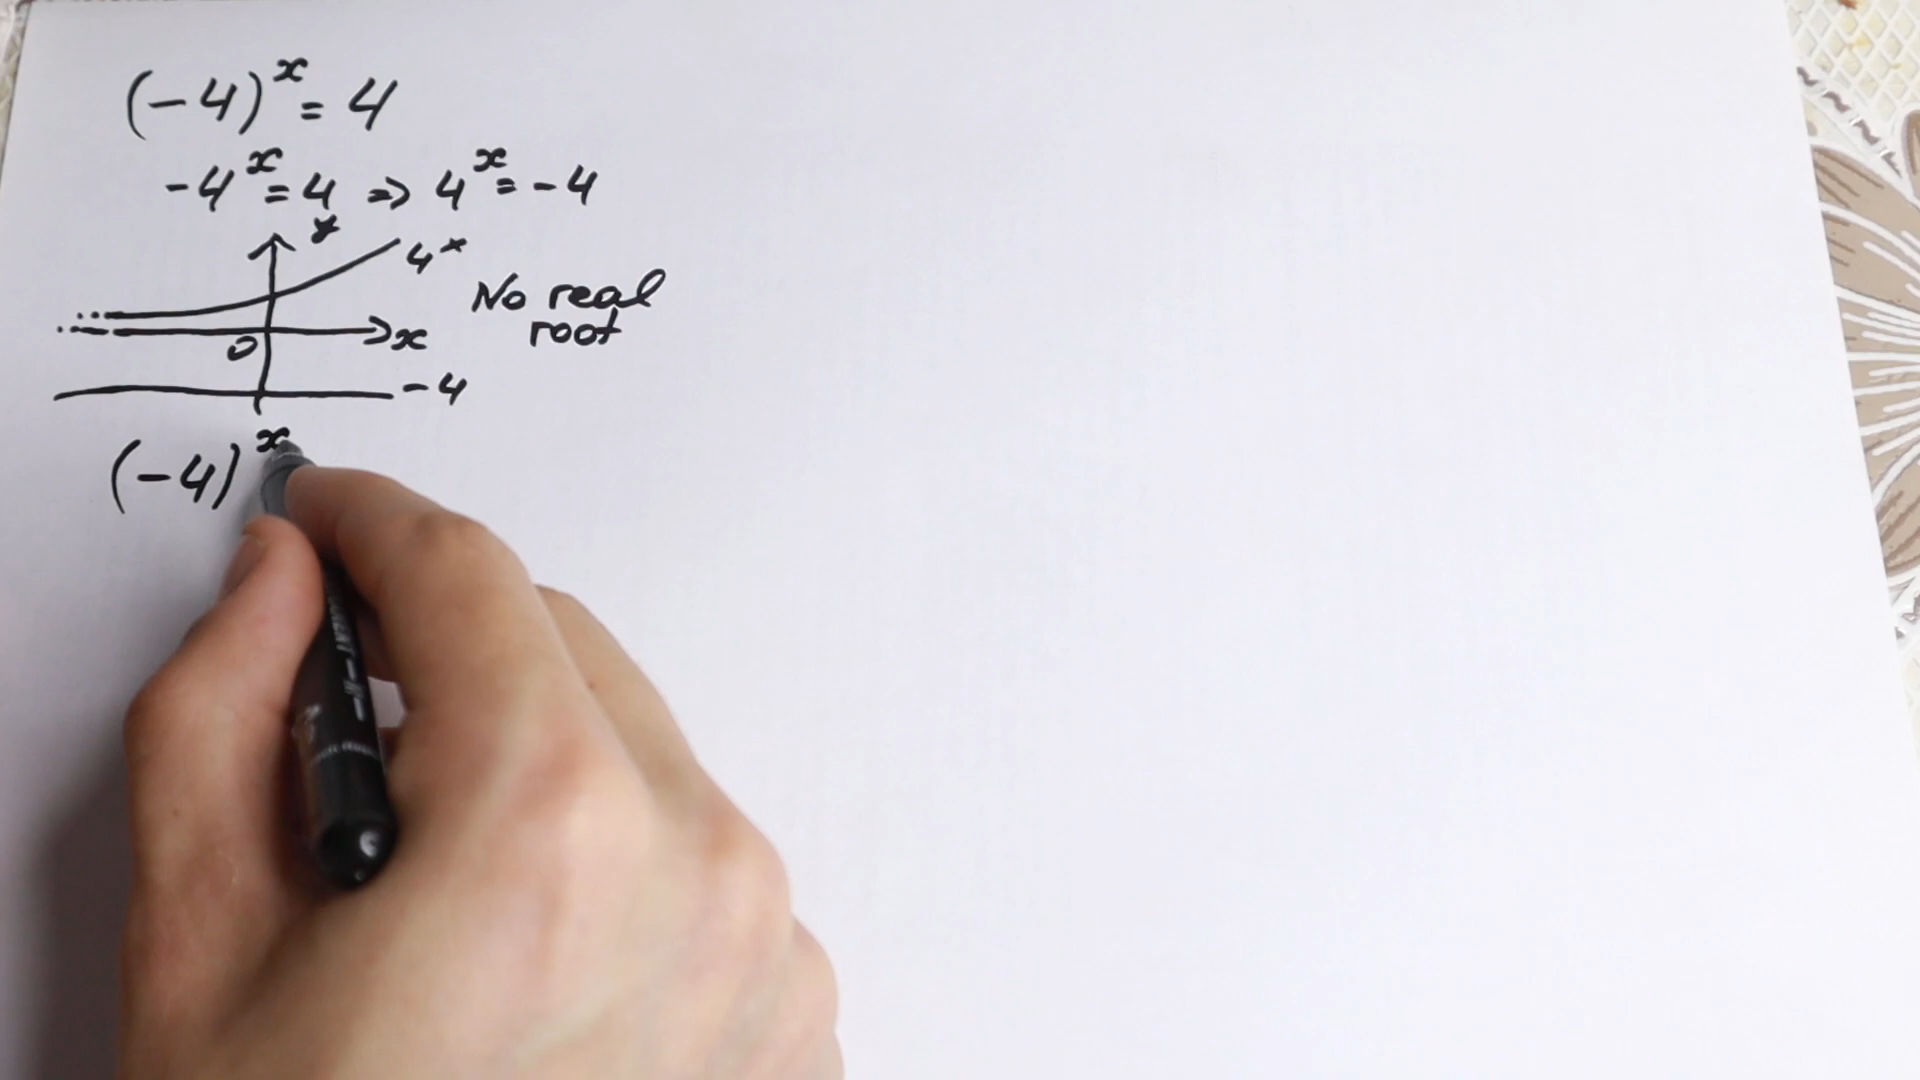 (-4)^x = 4
-4^x = 4 => 4^x = -4
y
4^x
No real
root
0
x
-4
(-4)^x